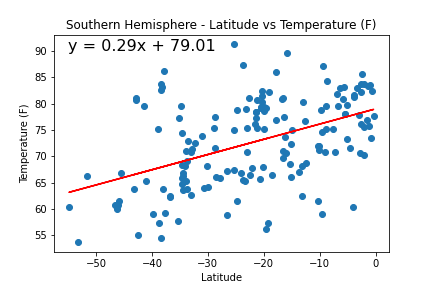 Southern Hemisphere - Latitude vs Temperature (F)
y = 0.29x + 79.01
Temperature (F)
90
85
80
75
70
65
60
55
−50 −40 −30 −20 −10 0
Latitude